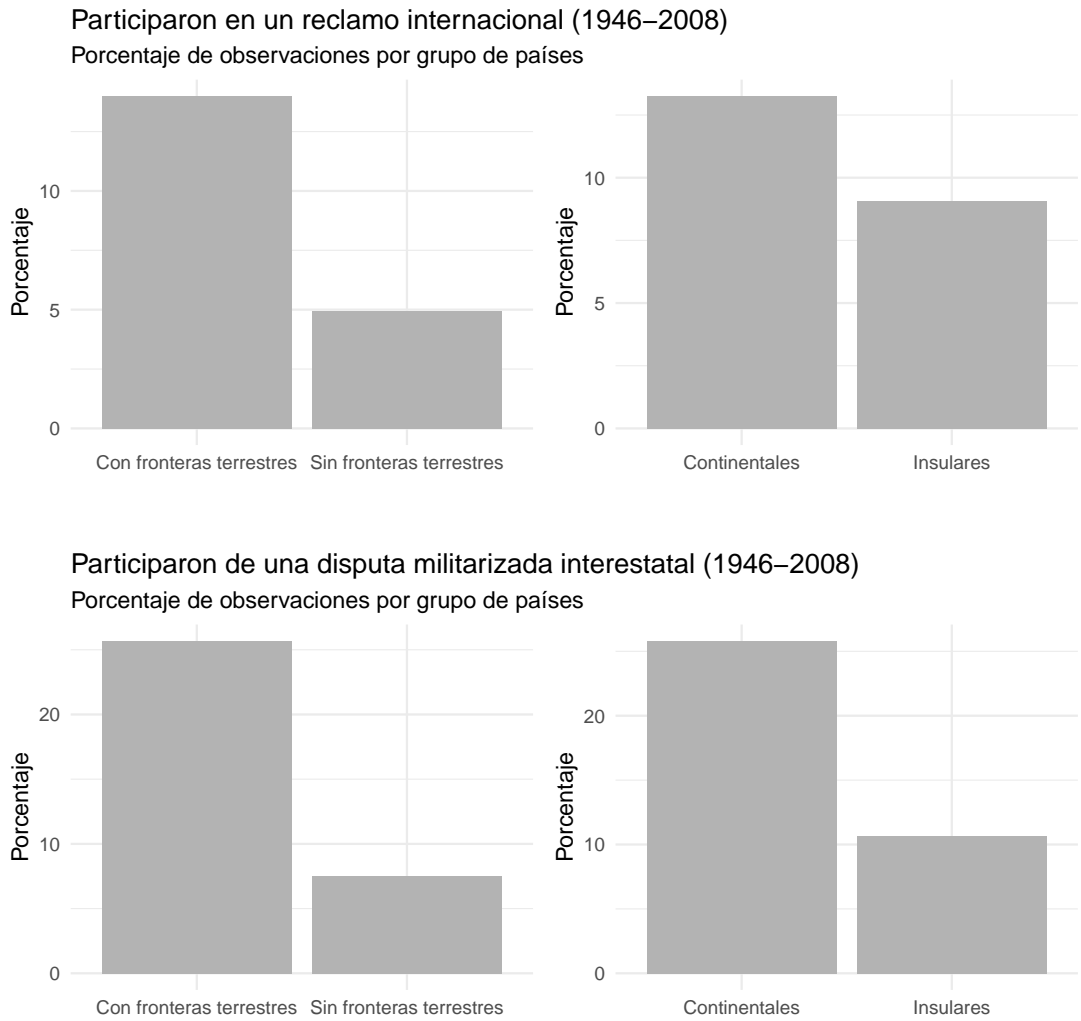 Participaron en un reclamo internacional (1946−2008)
Porcentaje de observaciones por grupo de países
Porcentaje
10
5
0
Con fronteras terrestres
Sin fronteras terrestres
Porcentaje
10
5
0
Continentales
Insulares
Participaron de una disputa militarizada interestatal (1946−2008)
Porcentaje de observaciones por grupo de países
Porcentaje
20
10
0
Con fronteras terrestres
Sin fronteras terrestres
Porcentaje
20
10
0
Continentales
Insulares